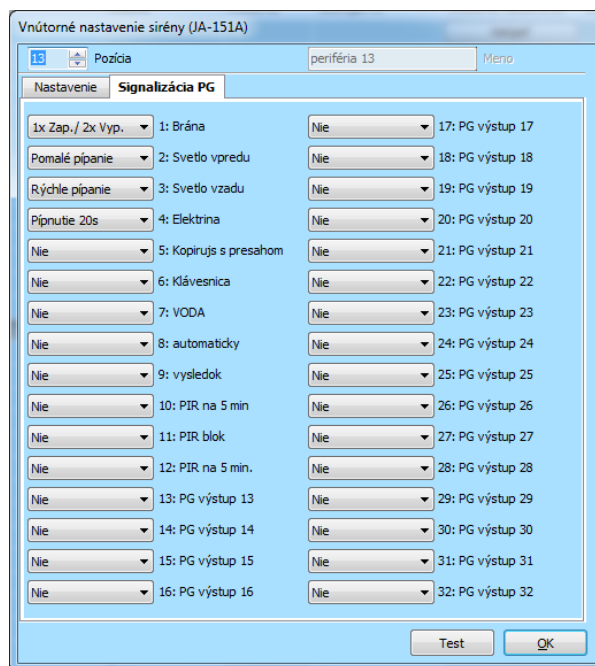 Vnútorné nastavenie sirény (JA-151A)
13 Pozícia periféria 13 Meno
Nastavenie Signalizácia PG
1x Zap./ 2x Vyp. 1: Brána Nie 17: PG výstup 17
Pomalé pípanie 2: Svetlo vpredu Nie 18: PG výstup 18
Rýchle pípanie 3: Svetlo vzadu Nie 19: PG výstup 19
Pípnutie 20s 4: Elektrina Nie 20: PG výstup 20
Nie 5: Kopirujs s presahom Nie 21: PG výstup 21
Nie 6: Klávesnica Nie 22: PG výstup 22
Nie 7: VODA Nie 23: PG výstup 23
Nie 8: automaticky Nie 24: PG výstup 24
Nie 9: vysledok Nie 25: PG výstup 25
Nie 10: PIR na 5 min Nie 26: PG výstup 26
Nie 11: PIR blok Nie 27: PG výstup 27
Nie 12: PIR na 5 min. Nie 28: PG výstup 28
Nie 13: PG výstup 13 Nie 29: PG výstup 29
Nie 14: PG výstup 14 Nie 30: PG výstup 30
Nie 15: PG výstup 15 Nie 31: PG výstup 31
Nie 16: PG výstup 16 Nie 32: PG výstup 32
Test OK